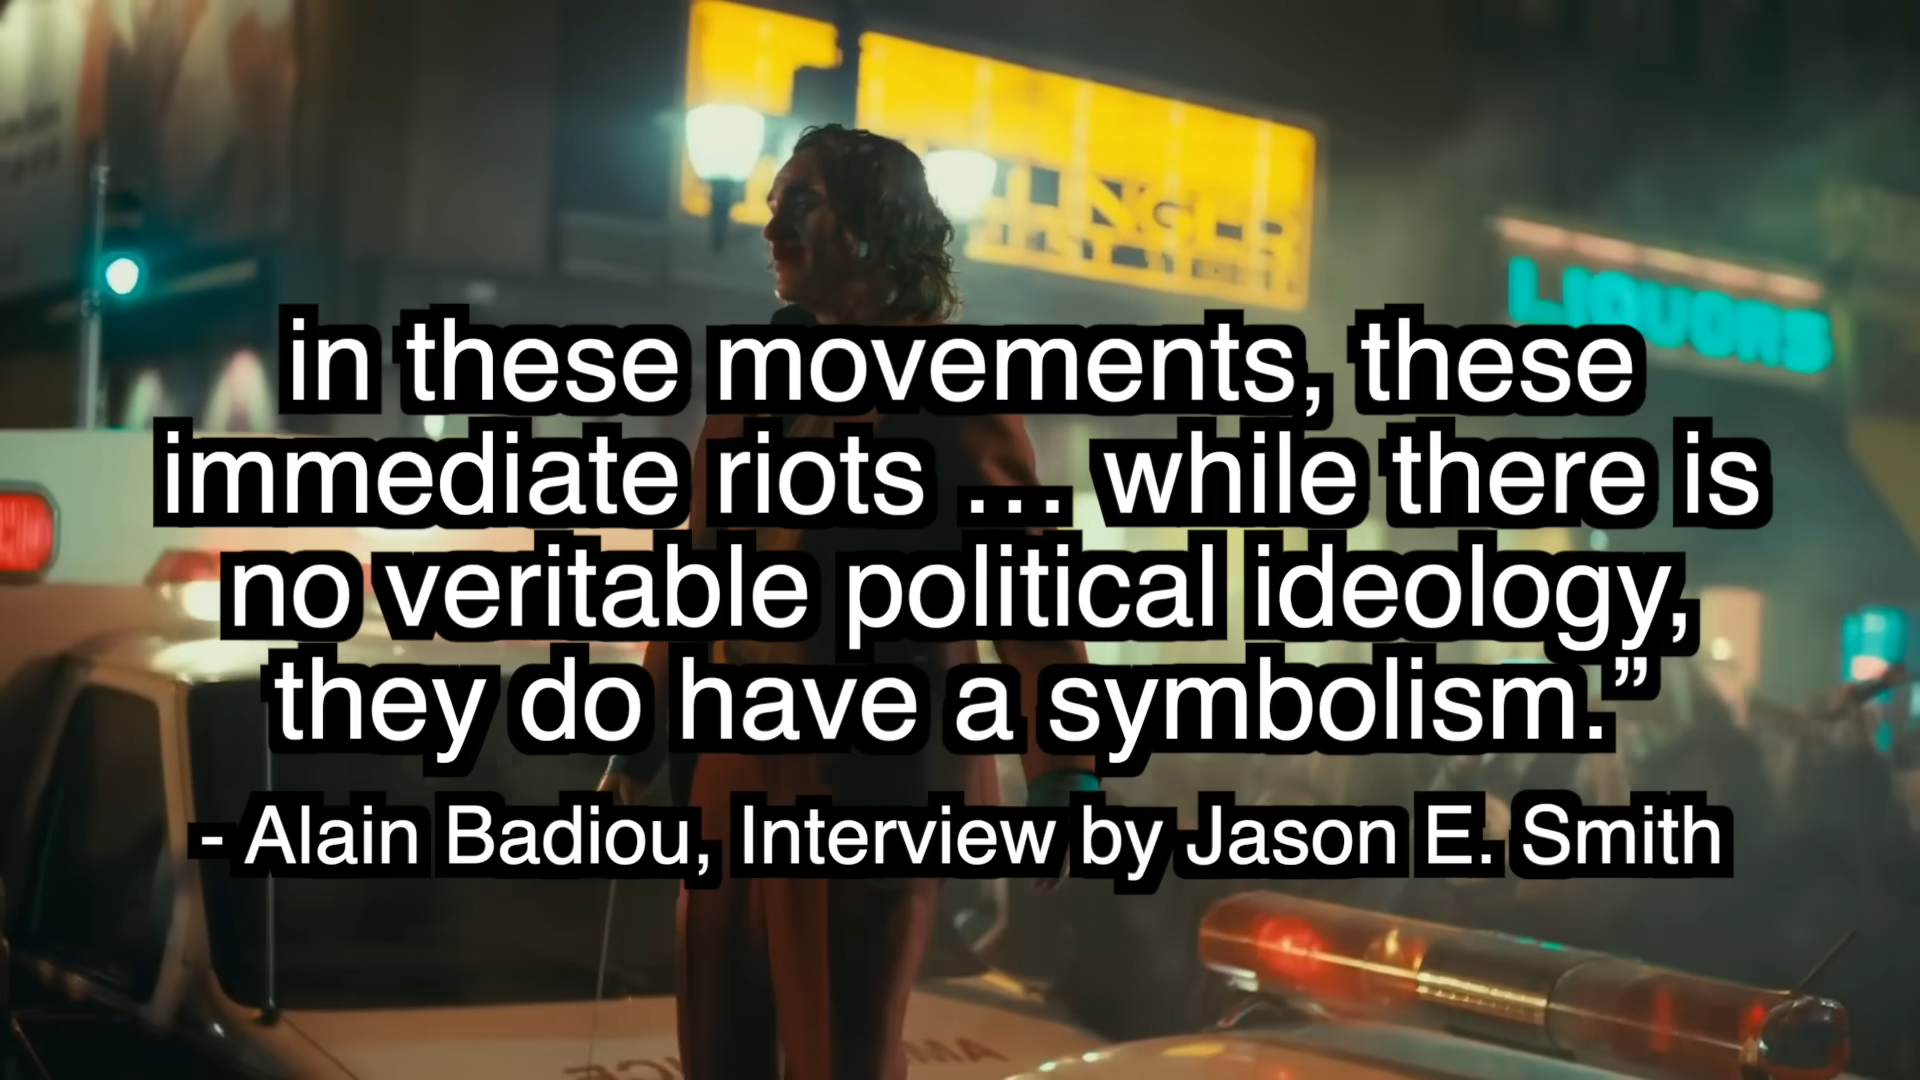 LIQUORS
in these movements, these
immediate riots … while there is
no veritable political ideology,
they do have a symbolism.”
- Alain Badiou, Interview by Jason E. Smith